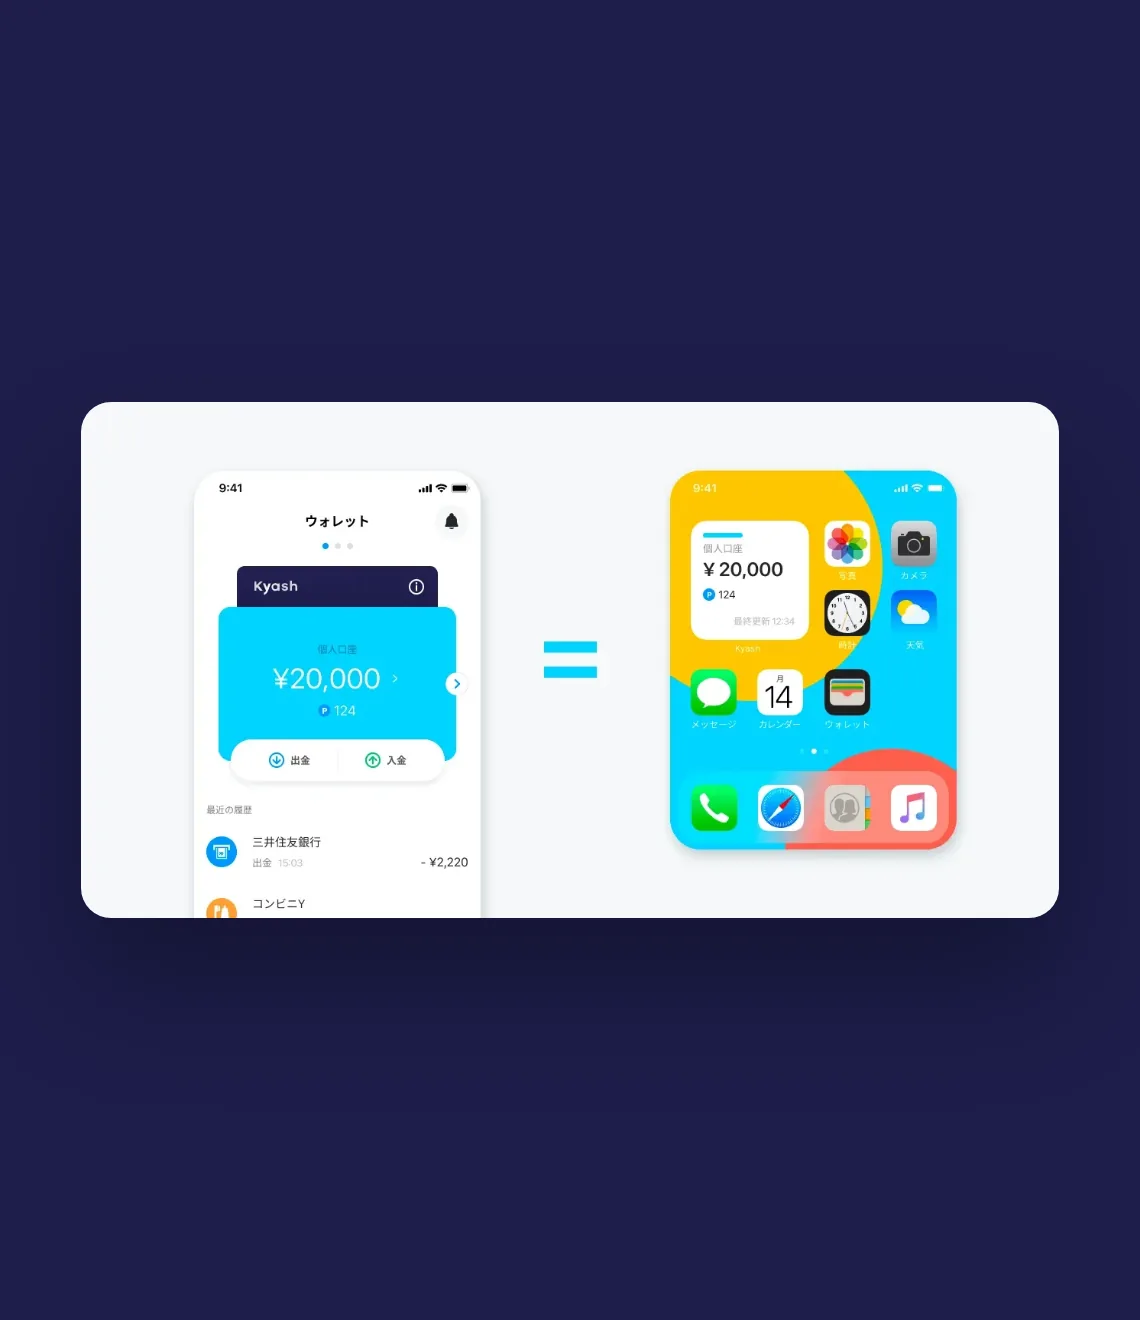 9:41
ウォレット
Kyash
個人口座
¥20,000
P 124
出金 入金
最近の履歴
三井住友銀行
出金 15:03
- ¥2,220
コンビニY
=
9:41
個人口座
¥ 20,000
P 124
最終更新 12:34
Kyash
写真 カメラ
時計 天気
月
14
メッセージ カレンダー ウォレット